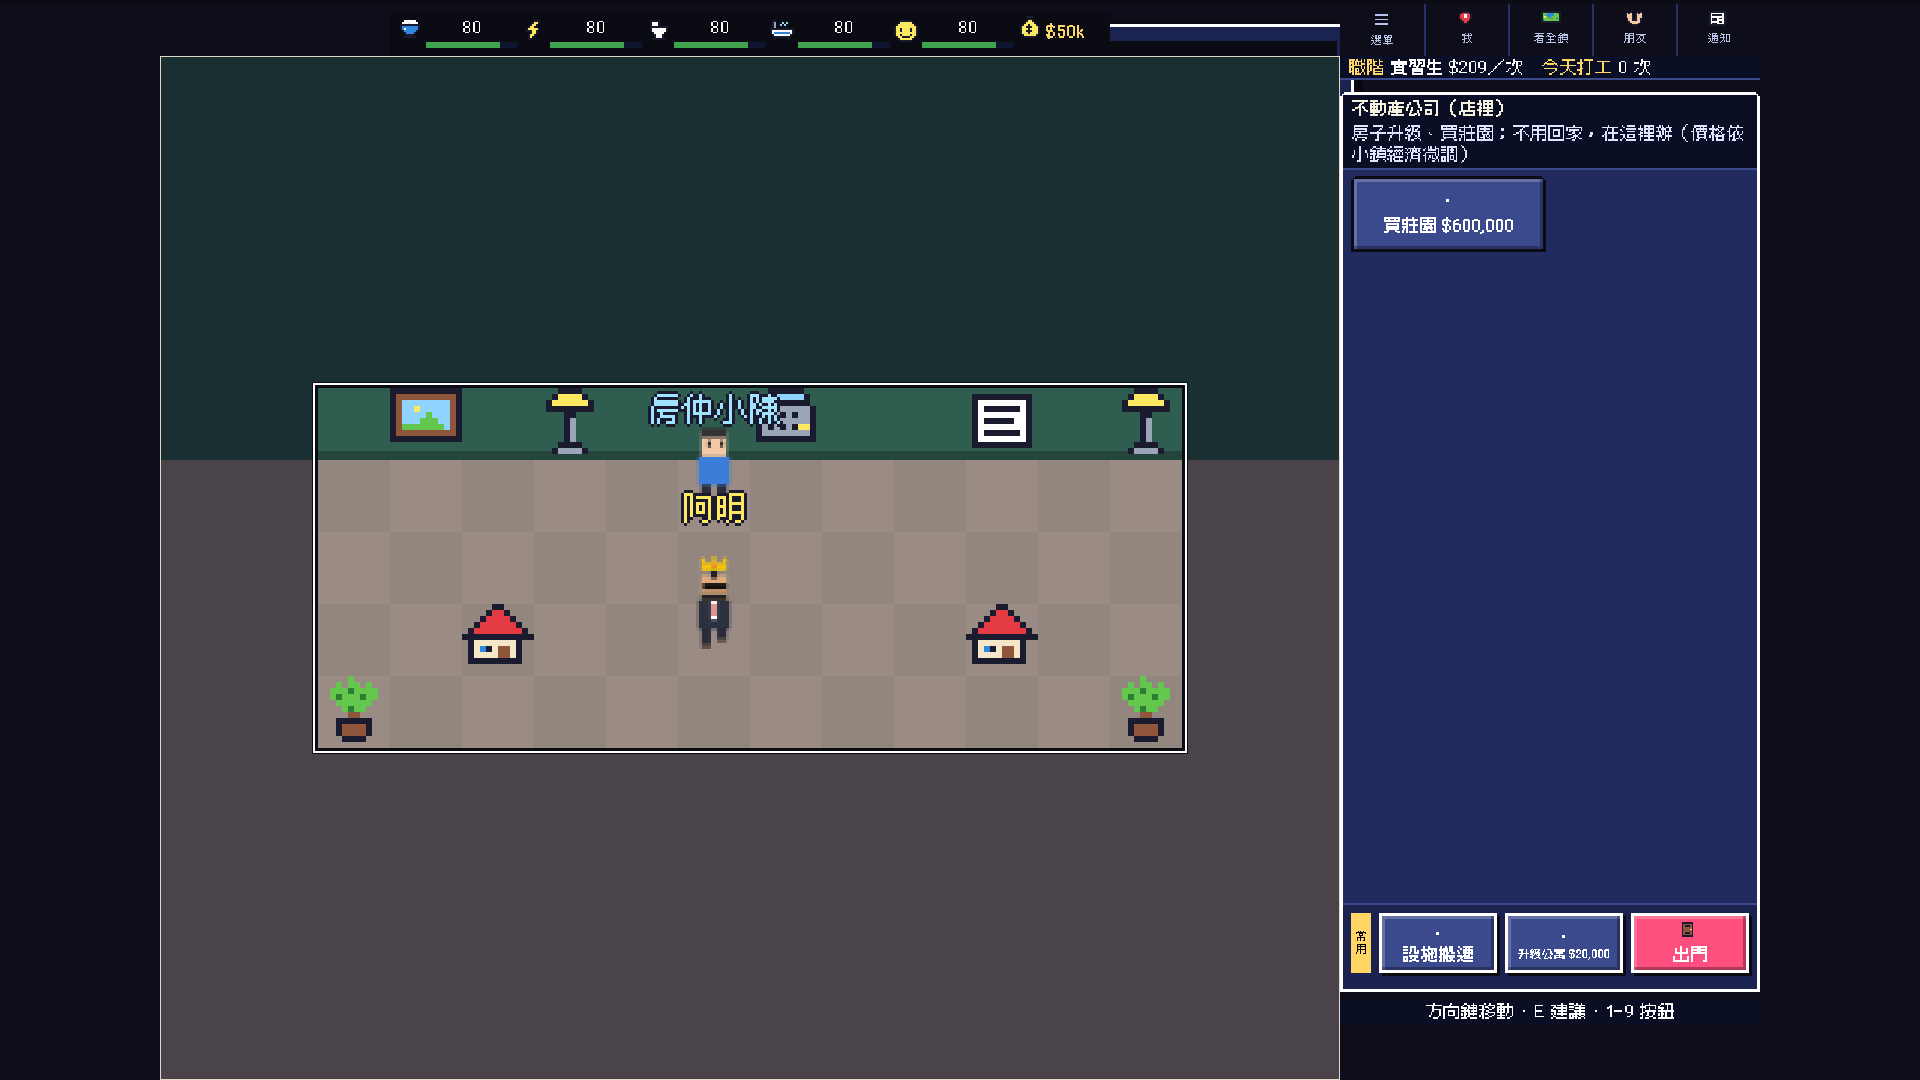 80
80
80
80
80
$50k
選單
我
看全鎮
朋友
通知
職階 實習生 $209／次 今天打工 0 次
不動產公司（店裡）
房子升級、買莊園；不用回家，在這裡辦（價格依
小鎮經濟微調）
買莊園 $600,000
房仲小陳
阿明
常用
設施搬遷
升級公寓 $20,000
出門
方向鍵移動 · E 建議 · 1-9 按鈕